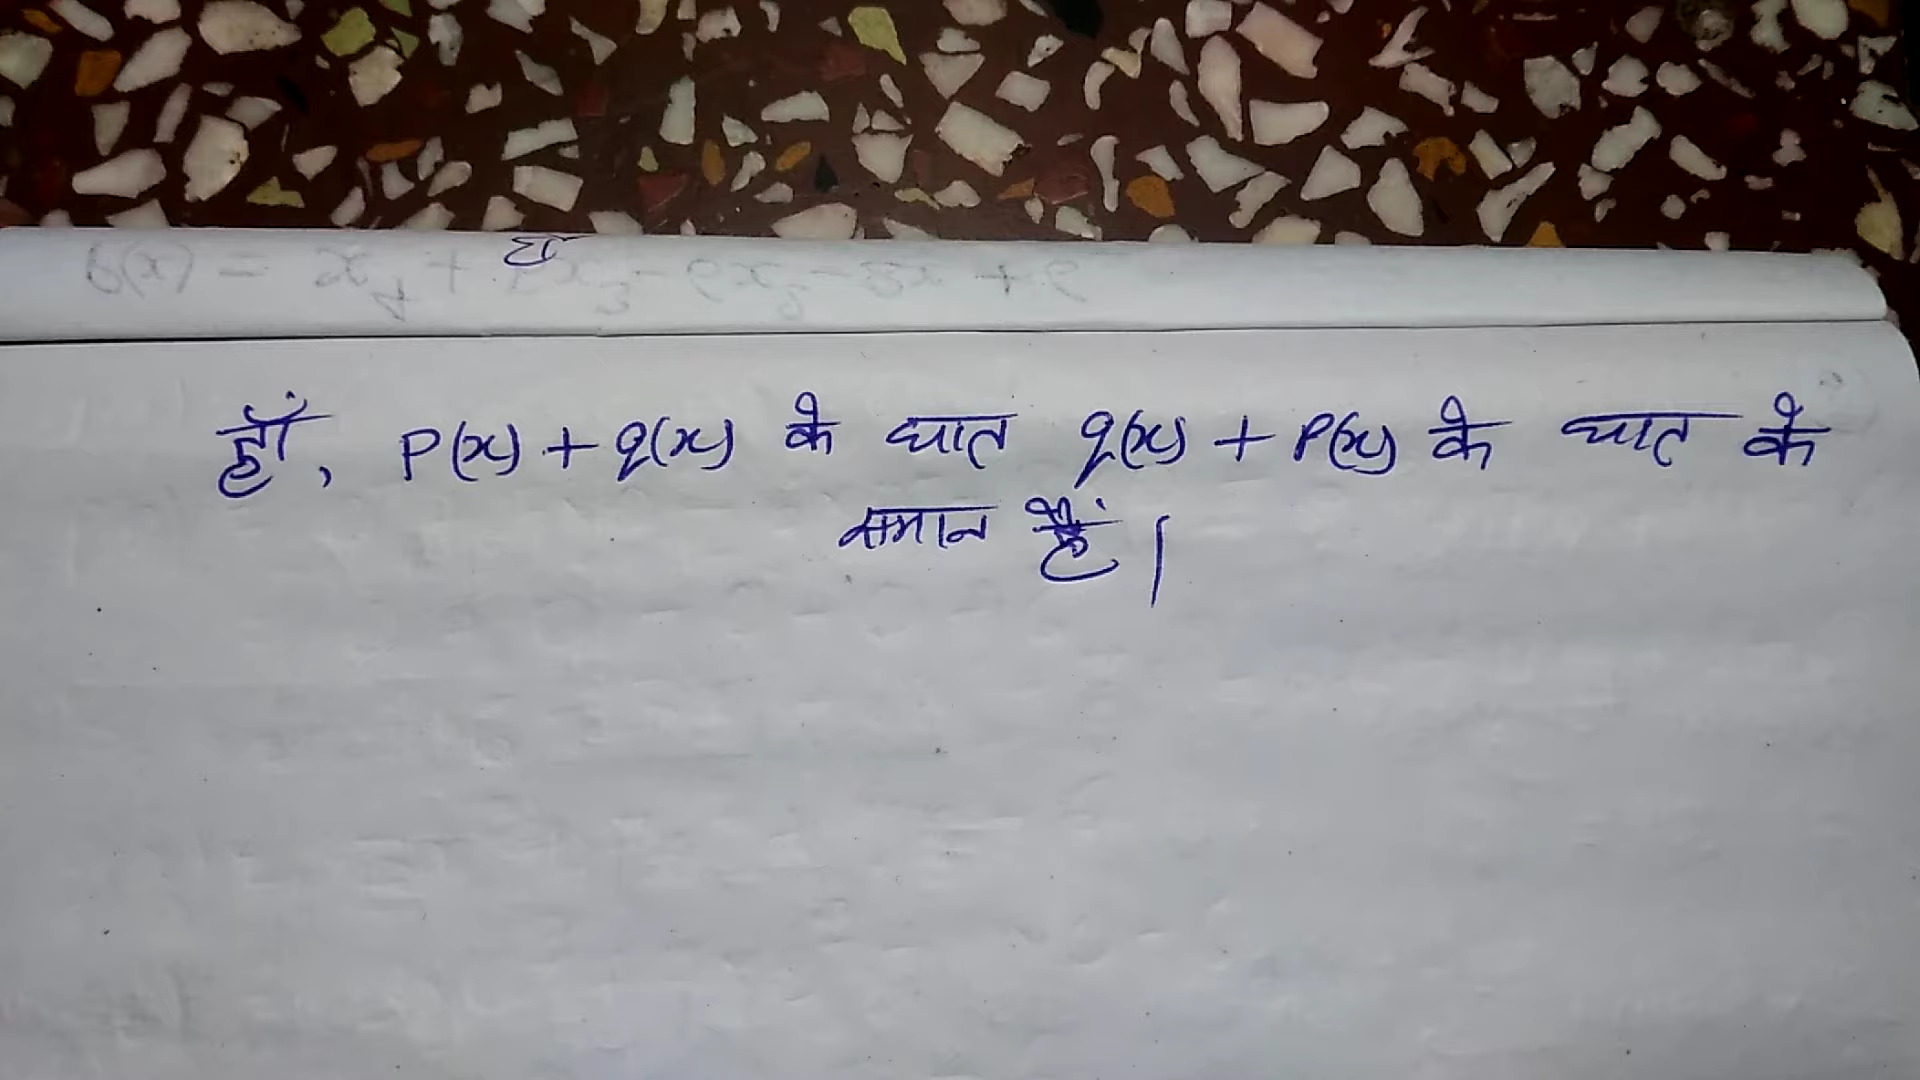 हाँ, P(x) + q(x) के घात q(x) + P(x) के घात के
समान हैं।